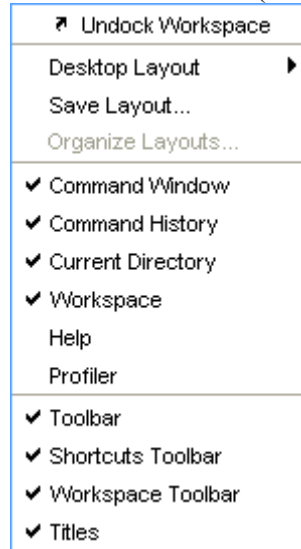 Undock Workspace
Desktop Layout
Save Layout...
Organize Layouts...
Command Window
Command History
Current Directory
Workspace
Help
Profiler
Toolbar
Shortcuts Toolbar
Workspace Toolbar
Titles